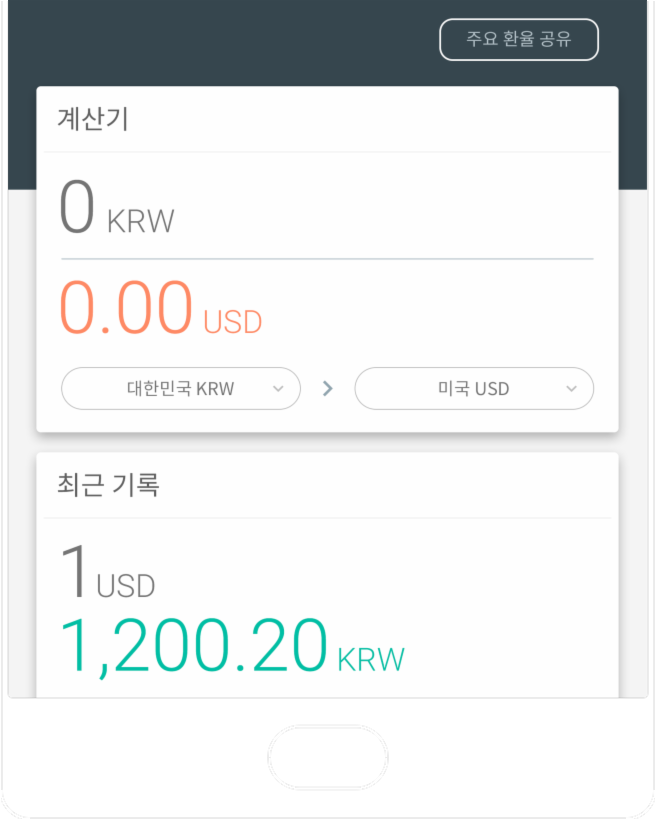 주요 환율 공유
계산기
0 KRW
0.00 USD
대한민국 KRW > 미국 USD
최근 기록
1 USD
1,200.20 KRW